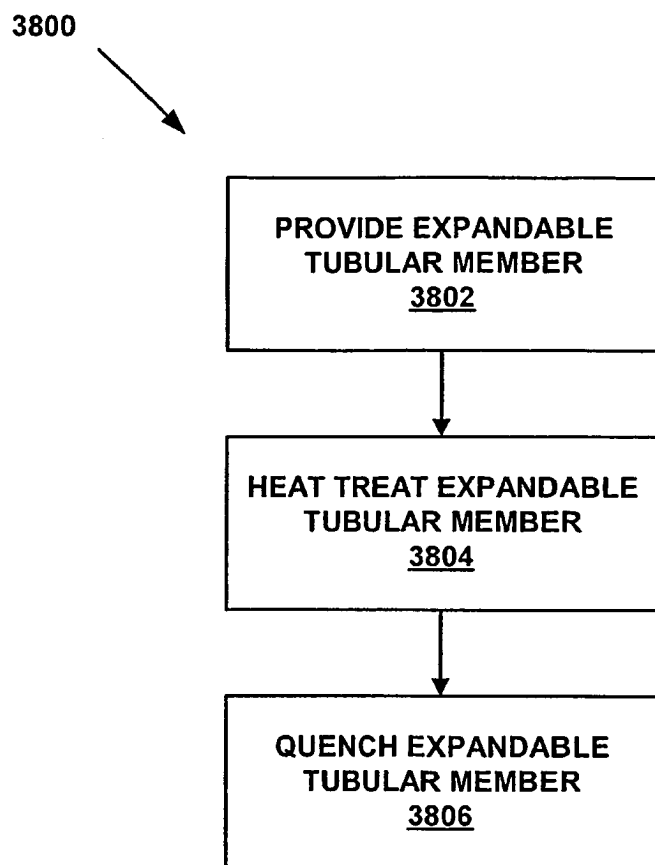 3800
PROVIDE EXPANDABLE
TUBULAR MEMBER
3802
HEAT TREAT EXPANDABLE
TUBULAR MEMBER
3804
QUENCH EXPANDABLE
TUBULAR MEMBER
3806